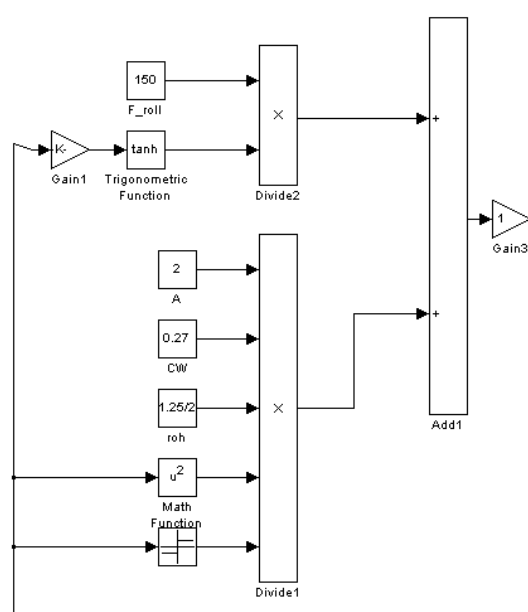 150
F_roll
K-
Gain1
tanh
Trigonometric
Function
×
Divide2
+
1
Gain3
2
A
0.27
CW
1.25/2
roh
×
u²
Math
Function
Divide1
+
Add1